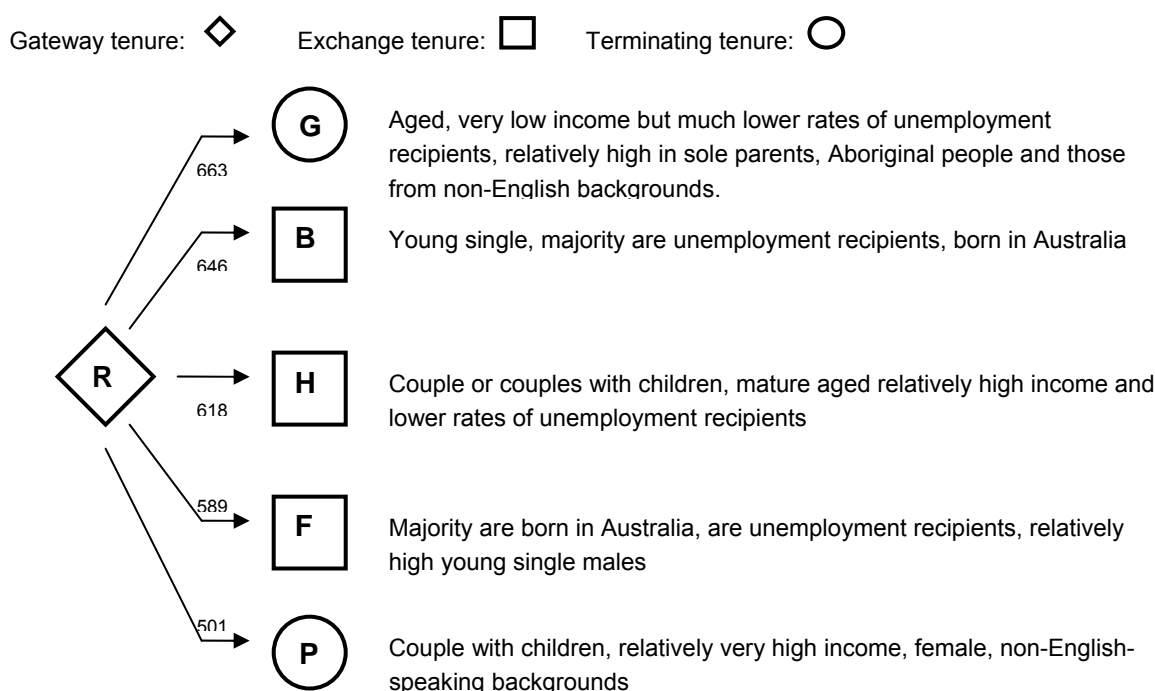 Gateway tenure: Exchange tenure: Terminating tenure:
G
Aged, very low income but much lower rates of unemployment
recipients, relatively high in sole parents, Aboriginal people and those
from non-English backgrounds.
663
B
Young single, majority are unemployment recipients, born in Australia
646
R
H
Couple or couples with children, mature aged relatively high income and
lower rates of unemployment recipients
618
589
F
Majority are born in Australia, are unemployment recipients, relatively
high young single males
501
P
Couple with children, relatively very high income, female, non-English-
speaking backgrounds